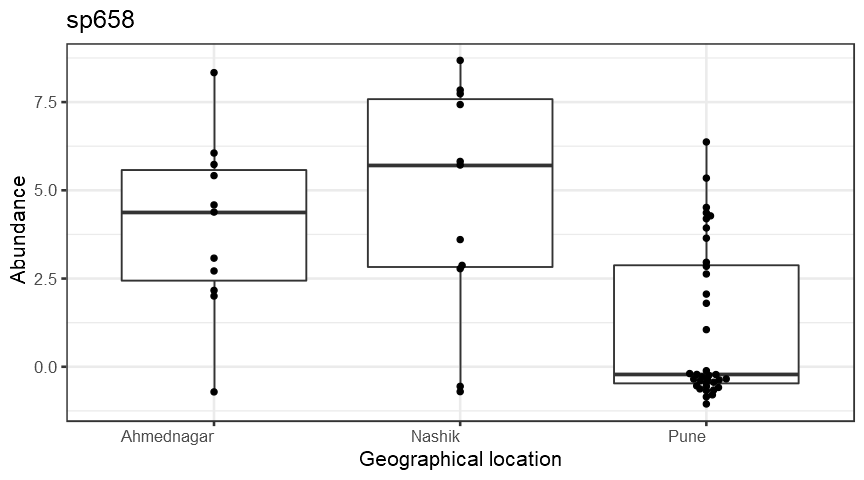 sp658
Abundance
7.5
5.0
2.5
0.0
Ahmednagar
Nashik
Pune
Geographical location